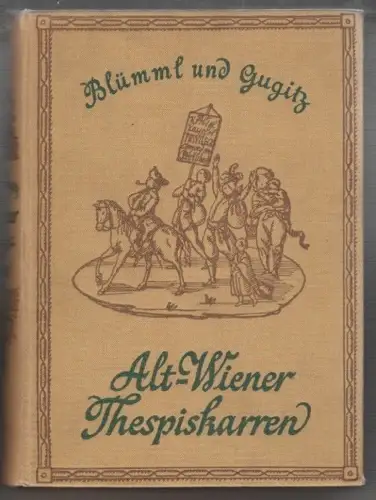 Blümml und Gugitz
Alt-Wiener
Thespiskarren